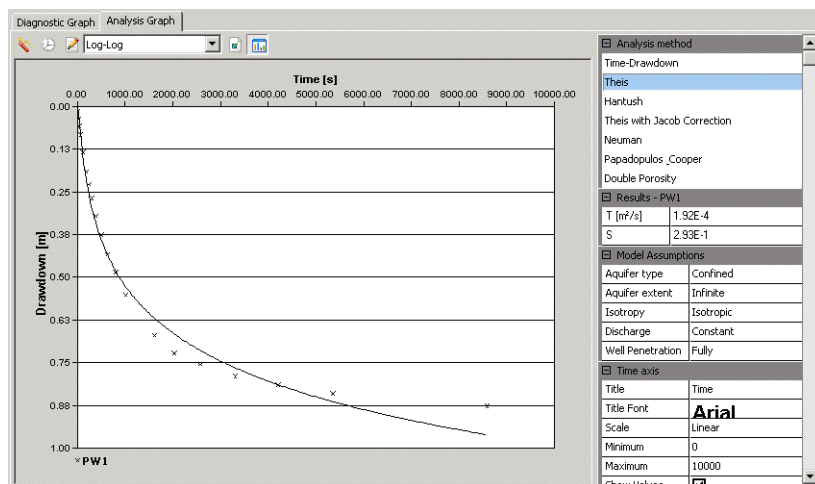 Diagnostic Graph Analysis Graph
Log-Log
Time [s]
0.00 1000.00 2000.00 3000.00 4000.00 5000.00 6000.00 7000.00 8000.00 9000.00 10000.00
0.00
0.13
0.25
0.38
0.50
0.63
0.75
0.88
1.00
Drawdown [m]
PW1
Analysis method
Time-Drawdown
Theis
Hantush
Theis with Jacob Correction
Neuman
Papadopulos_Cooper
Double Porosity
Results - PW1
T [m²/s] 1.92E-4
S 2.93E-1
Model Assumptions
Aquifer type Confined
Aquifer extent Infinite
Isotropy Isotropic
Discharge Constant
Well Penetration Fully
Time axis
Title Time
Title Font Arial
Scale Linear
Minimum 0
Maximum 10000
Show Values